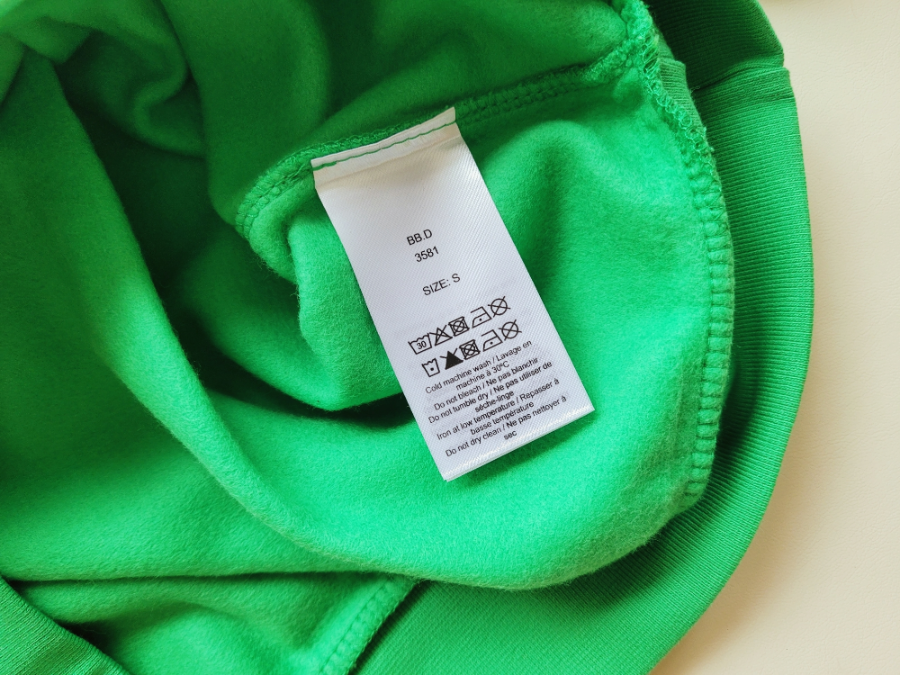 BB.D
3581
SIZE: S
30
Cold machine wash / Lavage en
machine à 30ºC
Do not bleach / Ne pas blanchir
Do not tumble dry / Ne pas utiliser de
sèche-linge
Iron at low temperature / Repasser à
basse température
Do not dry clean / Ne pas nettoyer à
sec